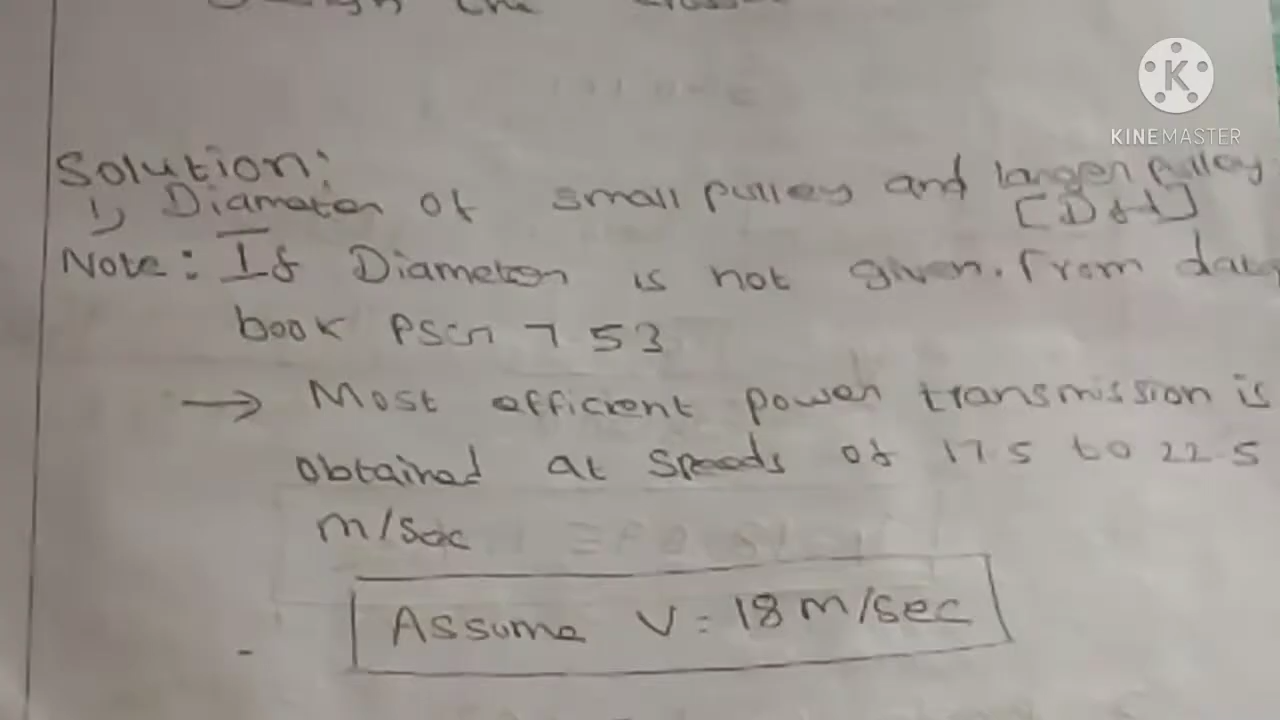 the
Solution:
1) Diameter of small pulley and larger pulley
[D d]
Note: If Diameter is not given. From data
book PSG 7 53
→ Most efficient power transmission is
obtained at speeds of 17.5 to 22.5
m/sec
Assume V = 18 m/sec
K
KINEMASTER